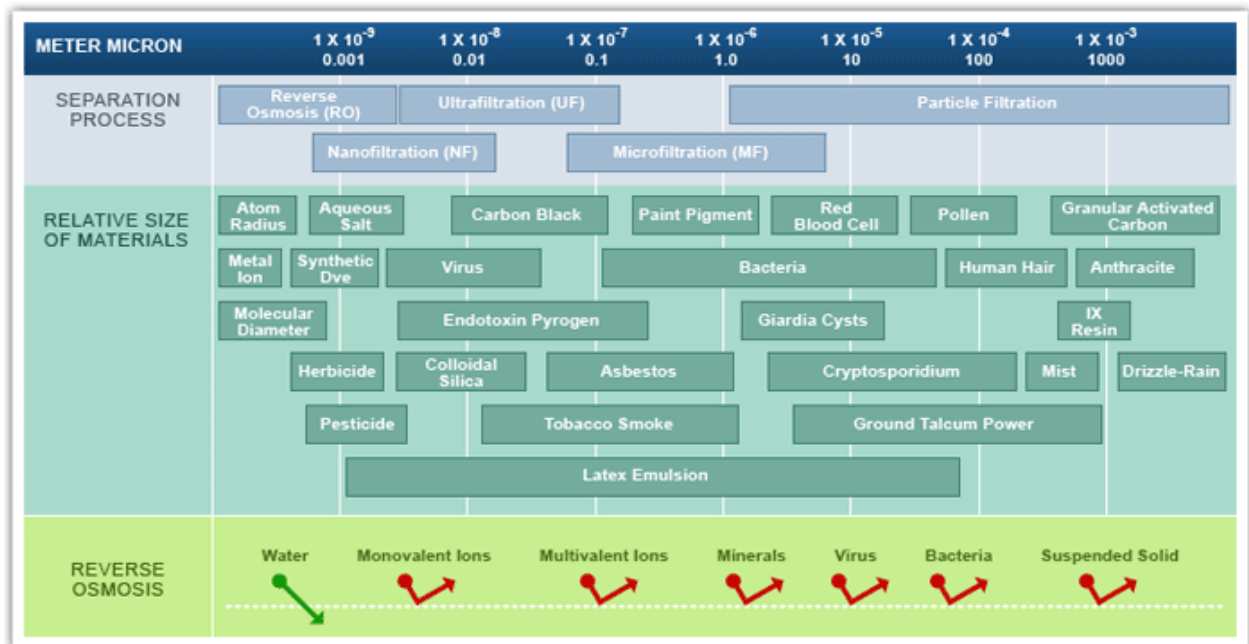 METER MICRON
1 X 10⁻⁹ 1 X 10⁻⁸ 1 X 10⁻⁷ 1 X 10⁻⁶ 1 X 10⁻⁵ 1 X 10⁻⁴ 1 X 10⁻³
0.001 0.01 0.1 1.0 10 100 1000
SEPARATION
PROCESS
Reverse
Osmosis (RO)
Ultrafiltration (UF)
Particle Filtration
Nanofiltration (NF)
Microfiltration (MF)
RELATIVE SIZE
OF MATERIALS
Atom
Radius
Aqueous
Salt
Carbon Black
Paint Pigment
Red
Blood Cell
Pollen
Granular Activated
Carbon
Metal
Ion
Synthetic
Dve
Virus
Bacteria
Human Hair
Anthracite
Molecular
Diameter
Endotoxin Pyrogen
Giardia Cysts
IX
Resin
Herbicide
Colloidal
Silica
Asbestos
Cryptosporidium
Mist
Drizzle-Rain
Pesticide
Tobacco Smoke
Ground Talcum Power
Latex Emulsion
REVERSE
OSMOSIS
Water
Monovalent Ions
Multivalent Ions
Minerals
Virus
Bacteria
Suspended Solid